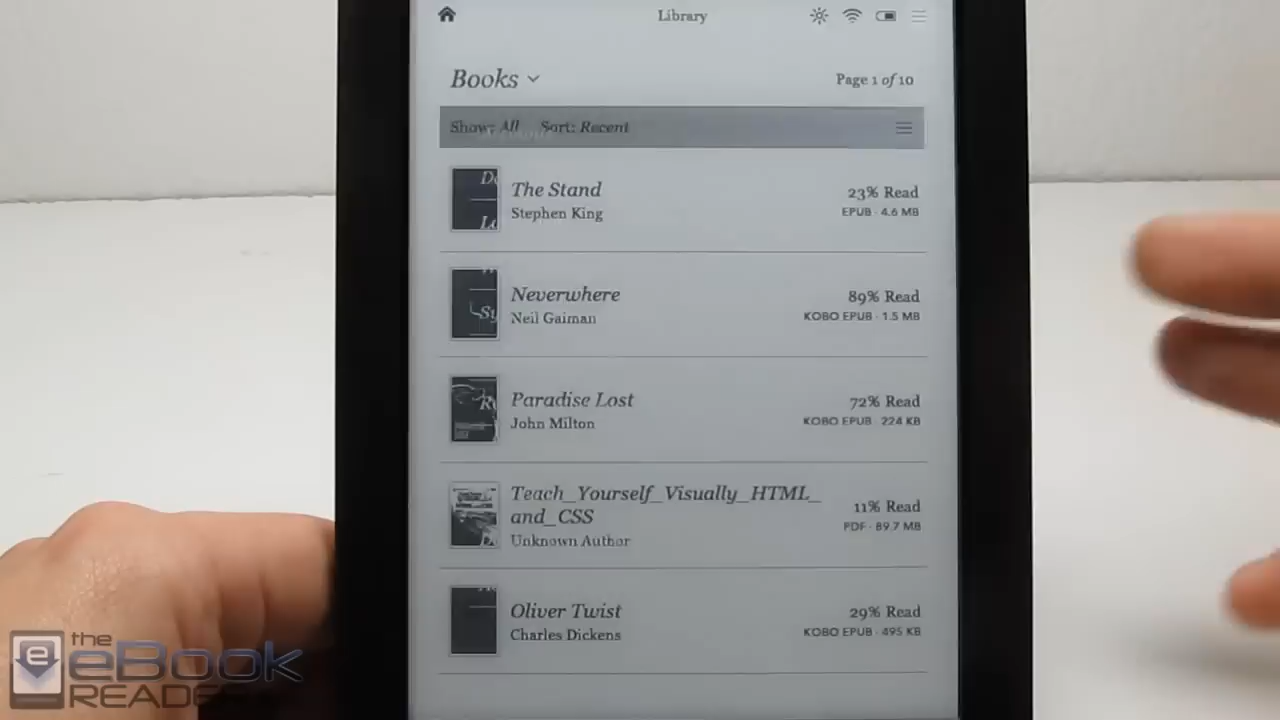 Library
Books
Page 1 of 10
Show: All Sort: Recent
The Stand
Stephen King
23% Read
EPUB · 4.6 MB
Neverwhere
Neil Gaiman
89% Read
KOBO EPUB · 1.5 MB
Paradise Lost
John Milton
72% Read
KOBO EPUB · 224 KB
Teach_Yourself_Visually_HTML_
and_CSS
Unknown Author
11% Read
PDF · 89.7 MB
Oliver Twist
Charles Dickens
29% Read
KOBO EPUB · 495 KB
the
eBook
READER